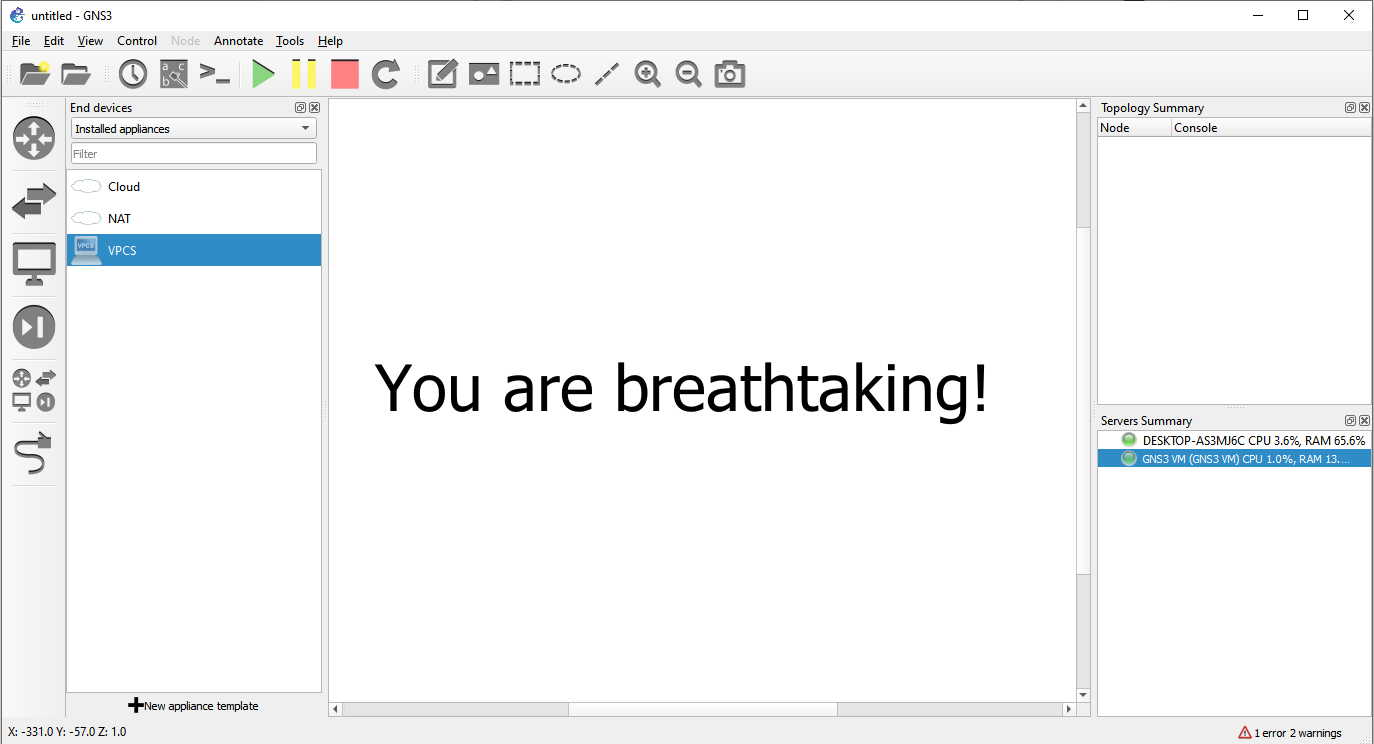 untitled - GNS3
File Edit View Control Node Annotate Tools Help
End devices
Installed appliances
Filter
Cloud
NAT
VPCS
VPCS
New appliance template
You are breathtaking!
Topology Summary
Node Console
Servers Summary
DESKTOP-AS3MJ6C CPU 3.6%, RAM 65.6%
GNS3 VM (GNS3 VM) CPU 1.0%, RAM 13....
X: -331.0 Y: -57.0 Z: 1.0
1 error 2 warnings